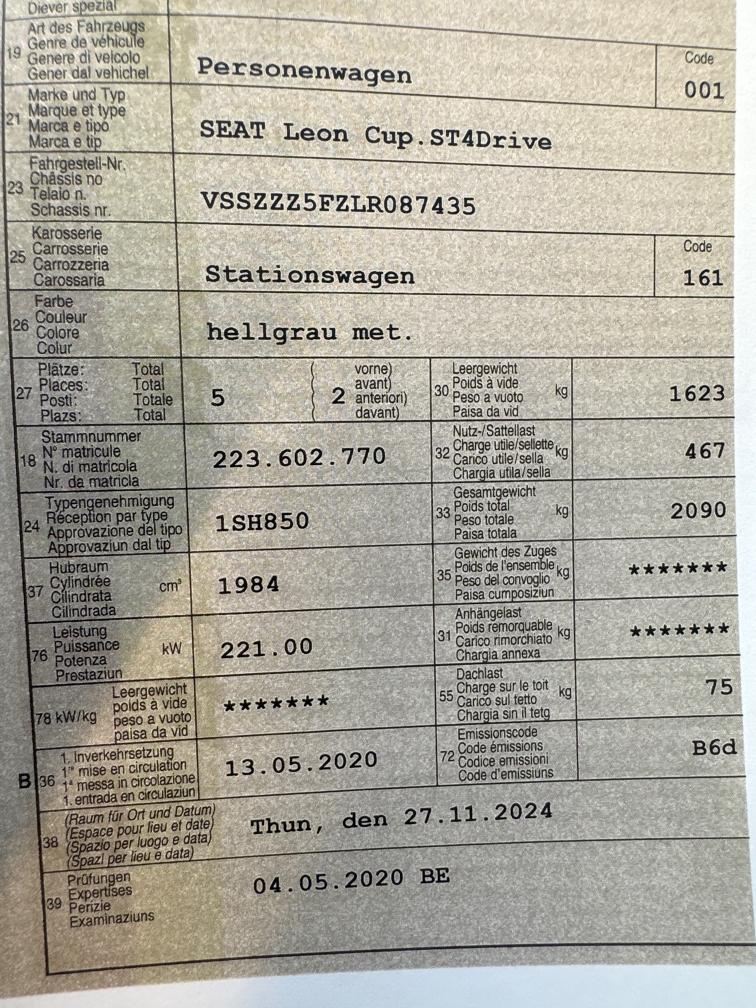 Diever spezial
19
Art des Fahrzeugs
Genre de véhicule
Genere di veicolo
Gener dal vehichel
Personenwagen
Code
001
21
Marke und Typ
Marque et type
Marca e tipo
Marca e tip
SEAT Leon Cup.ST4Drive
23
Fahrgestell-Nr.
Châssis no
Telaio n.
Schassis nr.
VSSZZZ5FZLR087435
25
Karosserie
Carrosserie
Carrozzeria
Carossaria
Stationswagen
Code
161
26
Farbe
Couleur
Colore
Colur
hellgrau met.
27
Plätze: Total
Places: Total
Posti: Totale
Plazs: Total
5
2
vorne)
avant)
anteriori)
davant)
30
Leergewicht
Poids à vide
Peso a vuoto
Paisa da vid
kg
1623
18
Stammnummer
N° matricule
N. di matricola
Nr. da matricla
223.602.770
32
Nutz-/Sattellast
Charge utile/sellette
Carico utile/sella
Chargia utila/sella
kg
467
24
Typengenehmigung
Réception par type
Approvazione del tipo
Approvaziun dal tip
1SH850
33
Gesamtgewicht
Poids total
Peso totale
Paisa totala
kg
2090
37
Hubraum
Cylindrée
Cilindrata
Cilindrada
cm³
1984
35
Gewicht des Zuges
Poids de l'ensemble
Peso del convoglio
Paisa cumposiziun
kg
*******
76
Leistung
Puissance
Potenza
Prestaziun
kW
221.00
31
Anhängelast
Poids remorquable
Carico rimorchiato
Chargia annexa
kg
*******
78 kW/kg
Leergewicht
poids à vide
peso a vuoto
paisa da vid
*******
55
Dachlast
Charge sur le toit
Carico sul tetto
Chargia sin il tetg
kg
75
B 36
1. Inverkehrsetzung
1re mise en circulation
1a messa in circolazione
1. entrada en circulaziun
13.05.2020
72
Emissionscode
Code émissions
Codice emissioni
Code d'emissiuns
B6d
38
(Raum für Ort und Datum)
(Espace pour lieu et date)
(Spazio per luogo e data)
(Spazi per lieu e data)
Thun, den 27.11.2024
39
Prüfungen
Expertises
Perizie
Examinaziuns
04.05.2020 BE